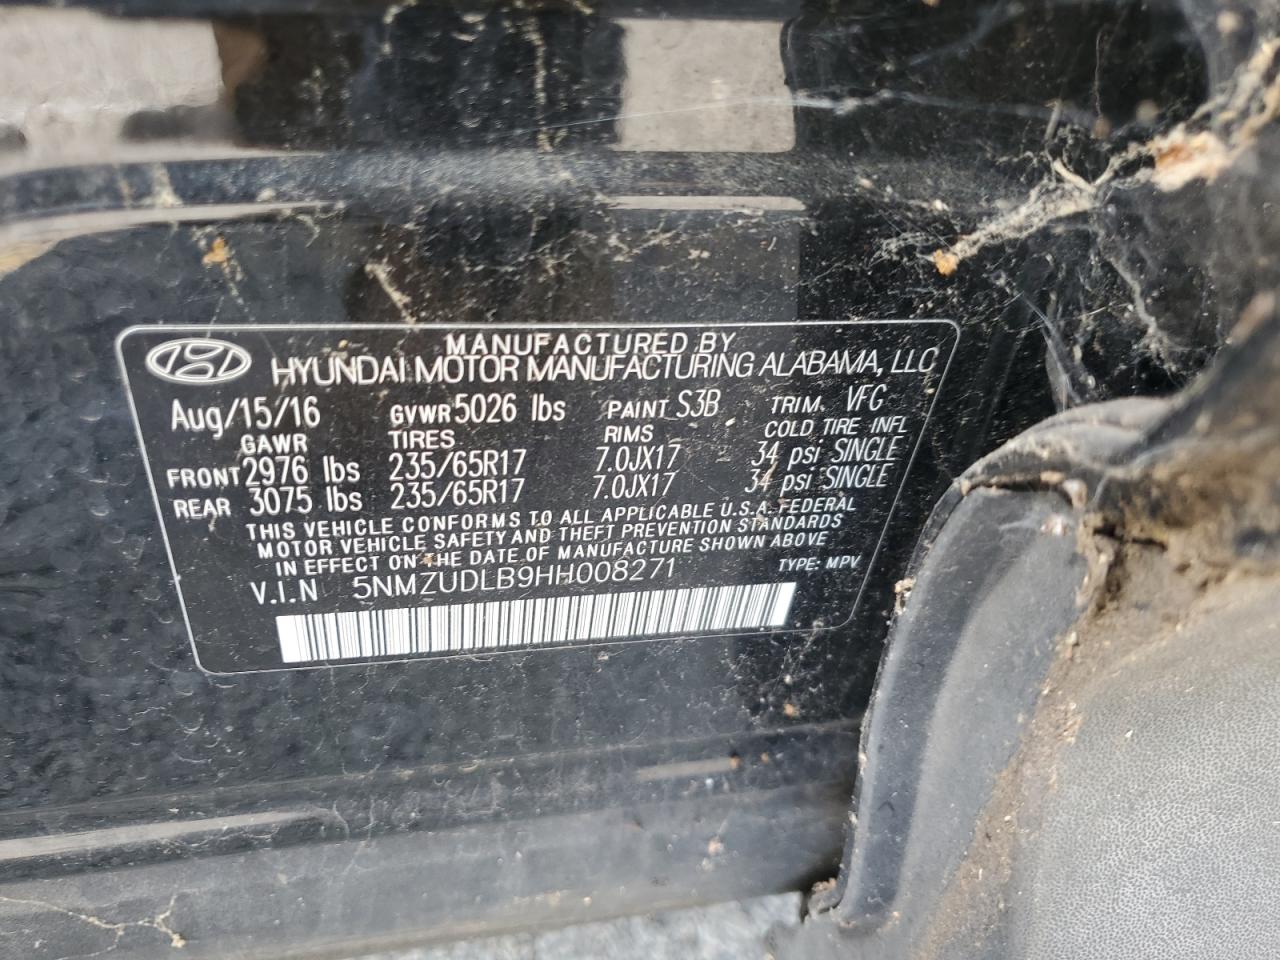 MANUFACTURED BY
HYUNDAI MOTOR MANUFACTURING ALABAMA, LLC
Aug/15/16 GVWR 5026 lbs PAINT S3B TRIM VFG
GAWR TIRES RIMS COLD TIRE INFL
FRONT 2976 lbs 235/65R17 7.0JX17 34 psi SINGLE
REAR 3075 lbs 235/65R17 7.0JX17 34 psi SINGLE
THIS VEHICLE CONFORMS TO ALL APPLICABLE U.S.A. FEDERAL
MOTOR VEHICLE SAFETY AND THEFT PREVENTION STANDARDS
IN EFFECT ON THE DATE OF MANUFACTURE SHOWN ABOVE
V.I.N 5NMZUDLB9HH008271 TYPE: MPV